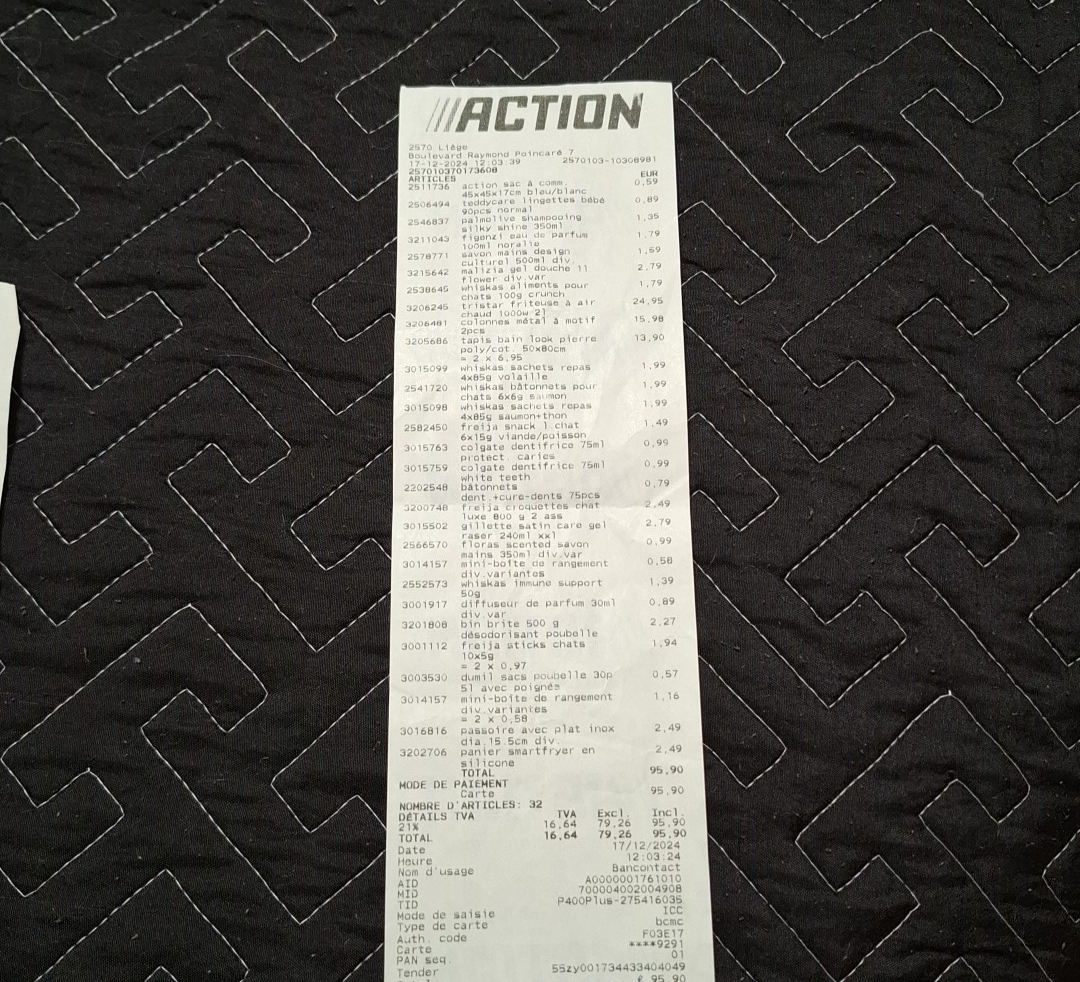 ACTION
2570 Liège
Boulevard Raymond Poincaré 7
17-12-2024 12:03:39 2570103-10306981
257010370173608
ARTICLES EUR
2511736 action sac à comm. 0,59
45x45x17cm bleu/blanc
2506494 teddycare lingettes bébé 0,89
90pcs normal
2546837 palmolive shampooing 1,35
silky shine 350ml
3211043 figenzi eau de parfum 1,79
100ml noralie
2578771 savon mains design 1,69
culturel 500ml div.
3215642 malizia gel douche 1l 2,79
flower div.var
2538645 whiskas aliments pour 1,79
chats 100g crunch
3206245 tristar friteuse à air 24,95
chaud 1000w 2l
3206481 colonnes métal à motif 15,98
2pcs
3205686 tapis bain look pierre 13,90
poly/cot. 50x80cm
= 2 x 6,95
3015099 whiskas sachets repas 1,99
4x85g volaille
2541720 whiskas bâtonnets pour 1,99
chats 6x6g saumon
3015098 whiskas sachets repas 1,99
4x85g saumon+thon
2582450 freija snack l.chat 1,49
6x15g viande/poisson
3015763 colgate dentifrice 75ml 0,99
protect. caries
3015759 colgate dentifrice 75ml 0,99
white teeth
2202548 bâtonnets 0,79
dent.+cure-dents 75pcs
3200748 freija croquettes chat 2,49
luxe 800 g 2 ass
3015502 gillette satin care gel 2,79
raser 240ml xxl
2566570 floras scented savon 0,99
mains 350ml div.var
3014157 mini-boîte de rangement 0,58
div.variantes
2552573 whiskas immune support 1,39
50g
3001917 diffuseur de parfum 30ml 0,89
div.var
3201808 bin brite 500 g 2,27
désodorisant poubelle
3001112 freija sticks chats 1,94
10x5g
= 2 x 0,97
3003530 dumil sacs poubelle 30p 0,57
5l avec poignés
3014157 mini-boîte de rangement 1,16
div.variantes
= 2 x 0,58
3016816 passoire avec plat inox 2,49
dia.15.5cm div.
3202706 panier smartfryer en 2,49
silicone
TOTAL 95,90
MODE DE PAIEMENT
Carte 95,90
NOMBRE D'ARTICLES: 32
DÉTAILS TVA TVA Excl. Incl.
21% 16,64 79,26 95,90
TOTAL 16,64 79,26 95,90
Date 17/12/2024
Heure 12:03:24
Nom d'usage Bancontact
AID A0000001761010
MID 700004002004908
TID P400Plus-275416035
Mode de saisie ICC
Type de carte bcmc
Auth. code F03E17
Carte ****9291
PAN seq. 01
Tender 55zy001734433404049
€ 95,90